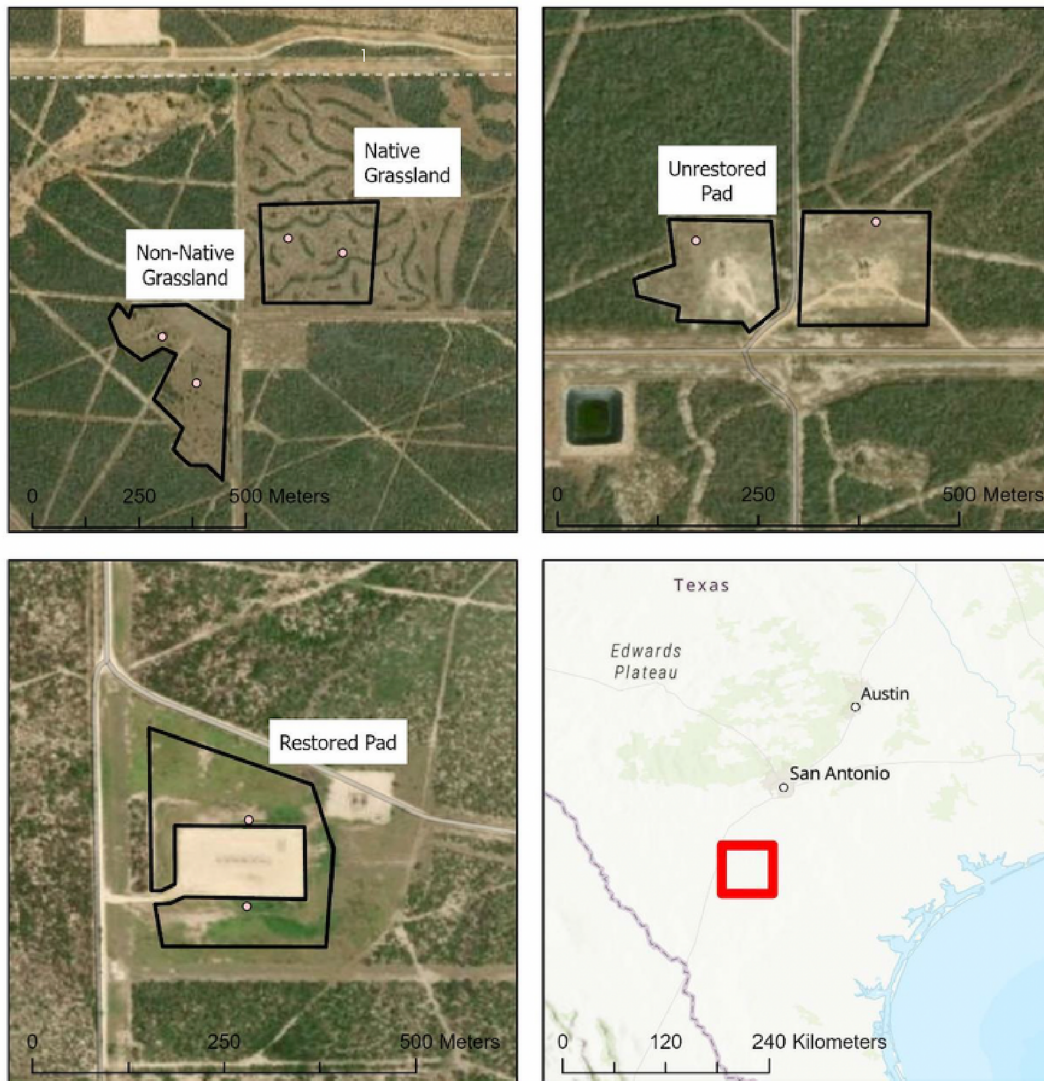 1
Native
Grassland
Non-Native
Grassland
0 250 500 Meters
Unrestored
Pad
0 250 500 Meters
Restored Pad
0 250 500 Meters
Texas
Edwards
Plateau
Austin
San Antonio
0 120 240 Kilometers